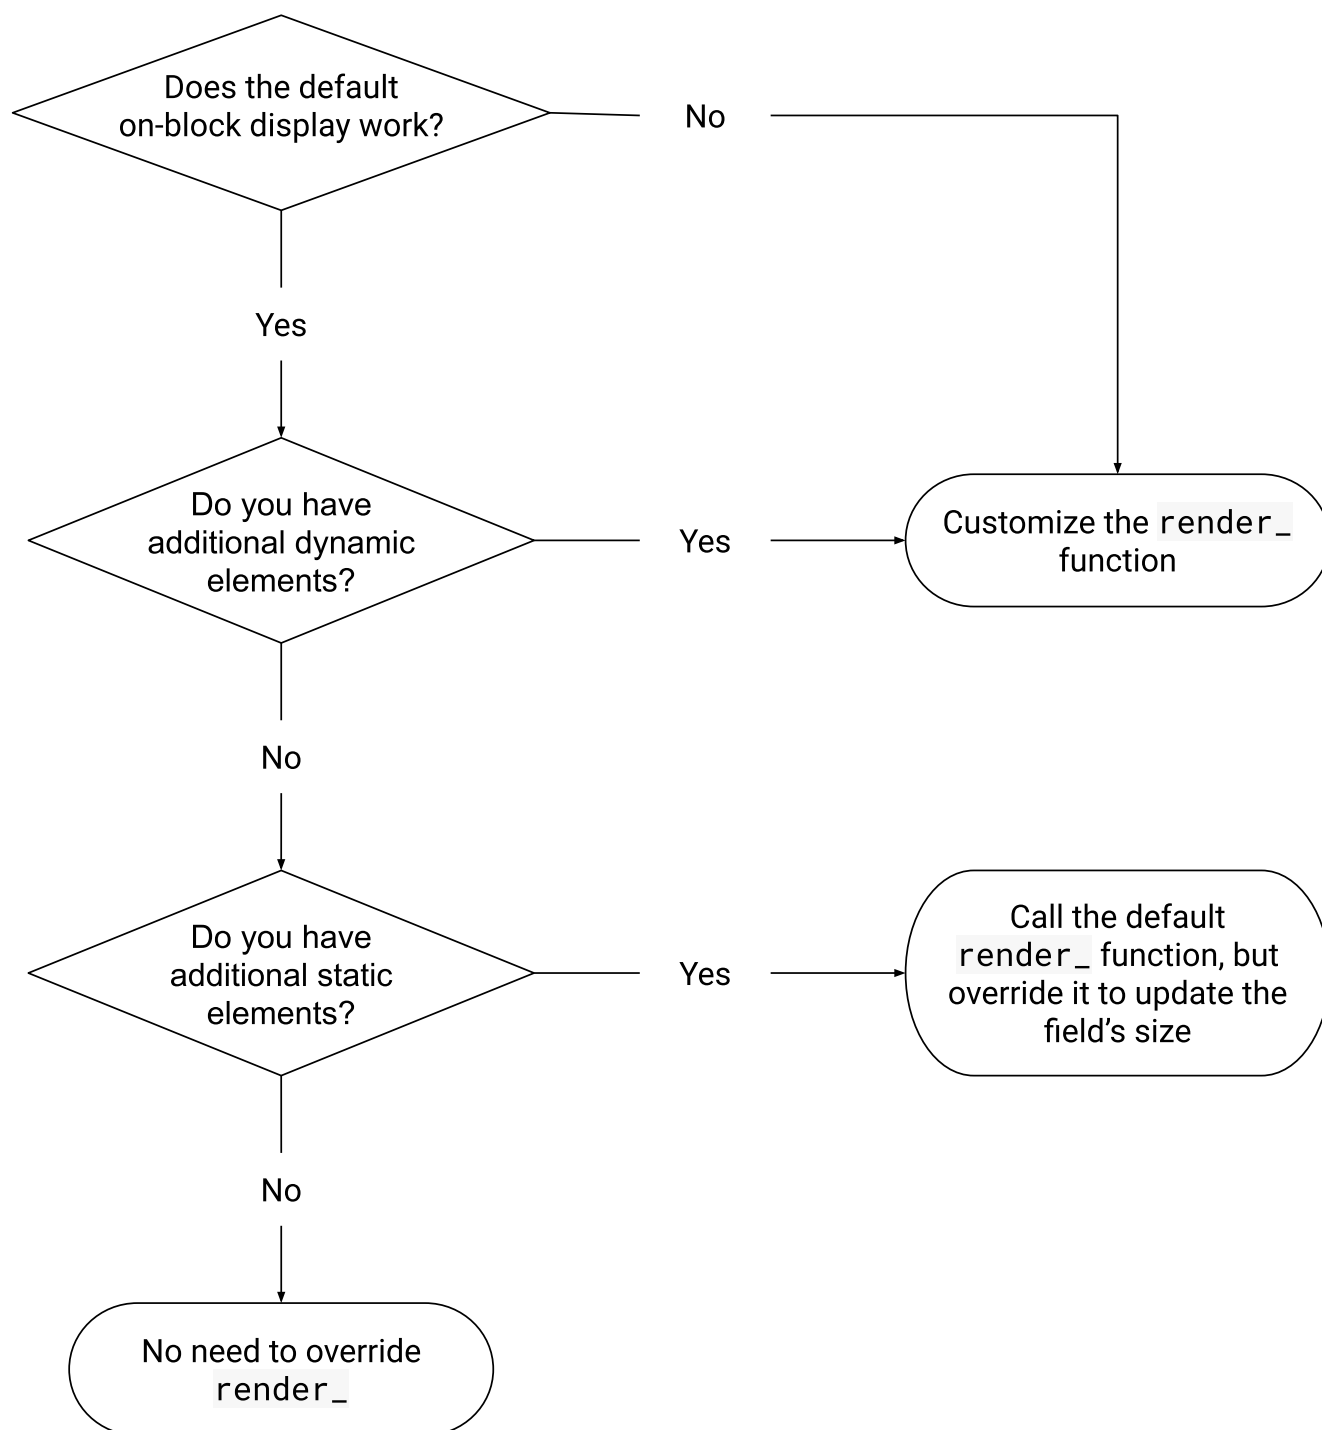 Does the default
on-block display work?
No
Yes
Do you have
additional dynamic
elements?
Yes
Customize the render_
function
No
Do you have
additional static
elements?
Yes
Call the default
render_ function, but
override it to update the
field’s size
No
No need to override
render_